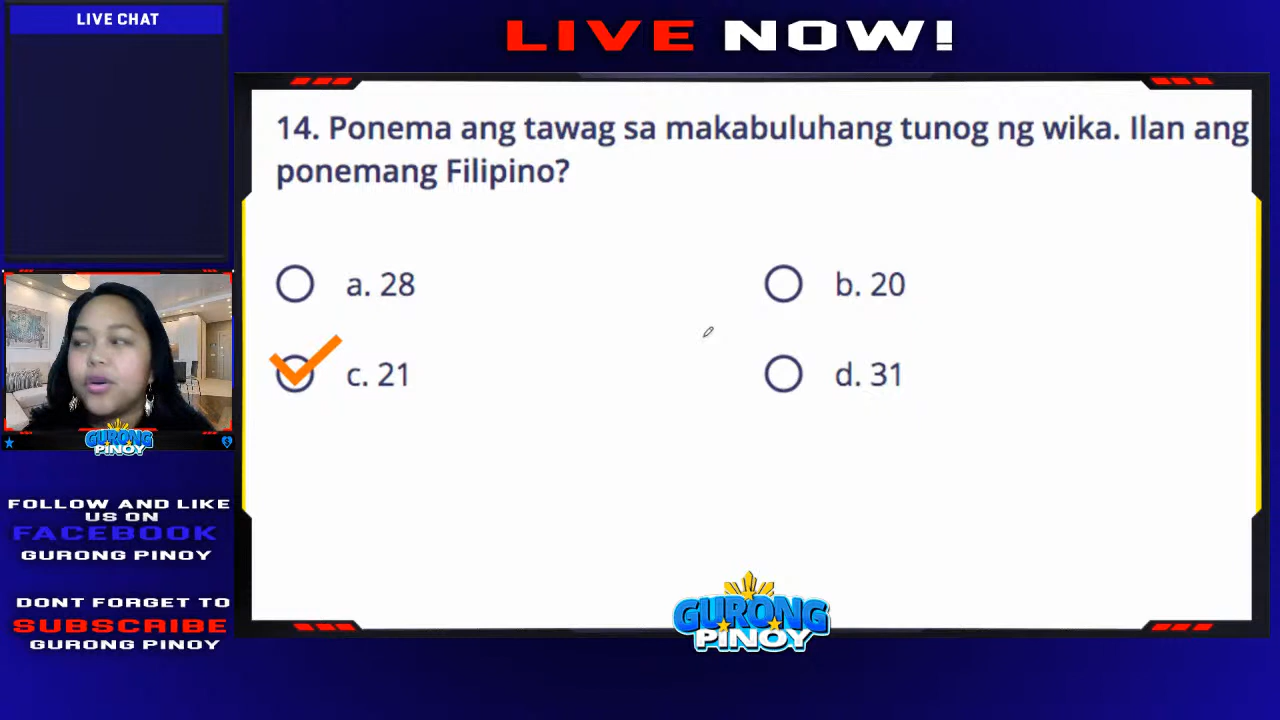 LIVE CHAT
LIVE NOW!
14. Ponema ang tawag sa makabuluhang tunog ng wika. Ilan ang
ponemang Filipino?
a. 28
b. 20
c. 21
d. 31
GURONG
PINOY
FOLLOW AND LIKE
US ON
FACEBOOK
GURONG PINOY
DONT FORGET TO
SUBSCRIBE
GURONG PINOY
GURONG
PINOY